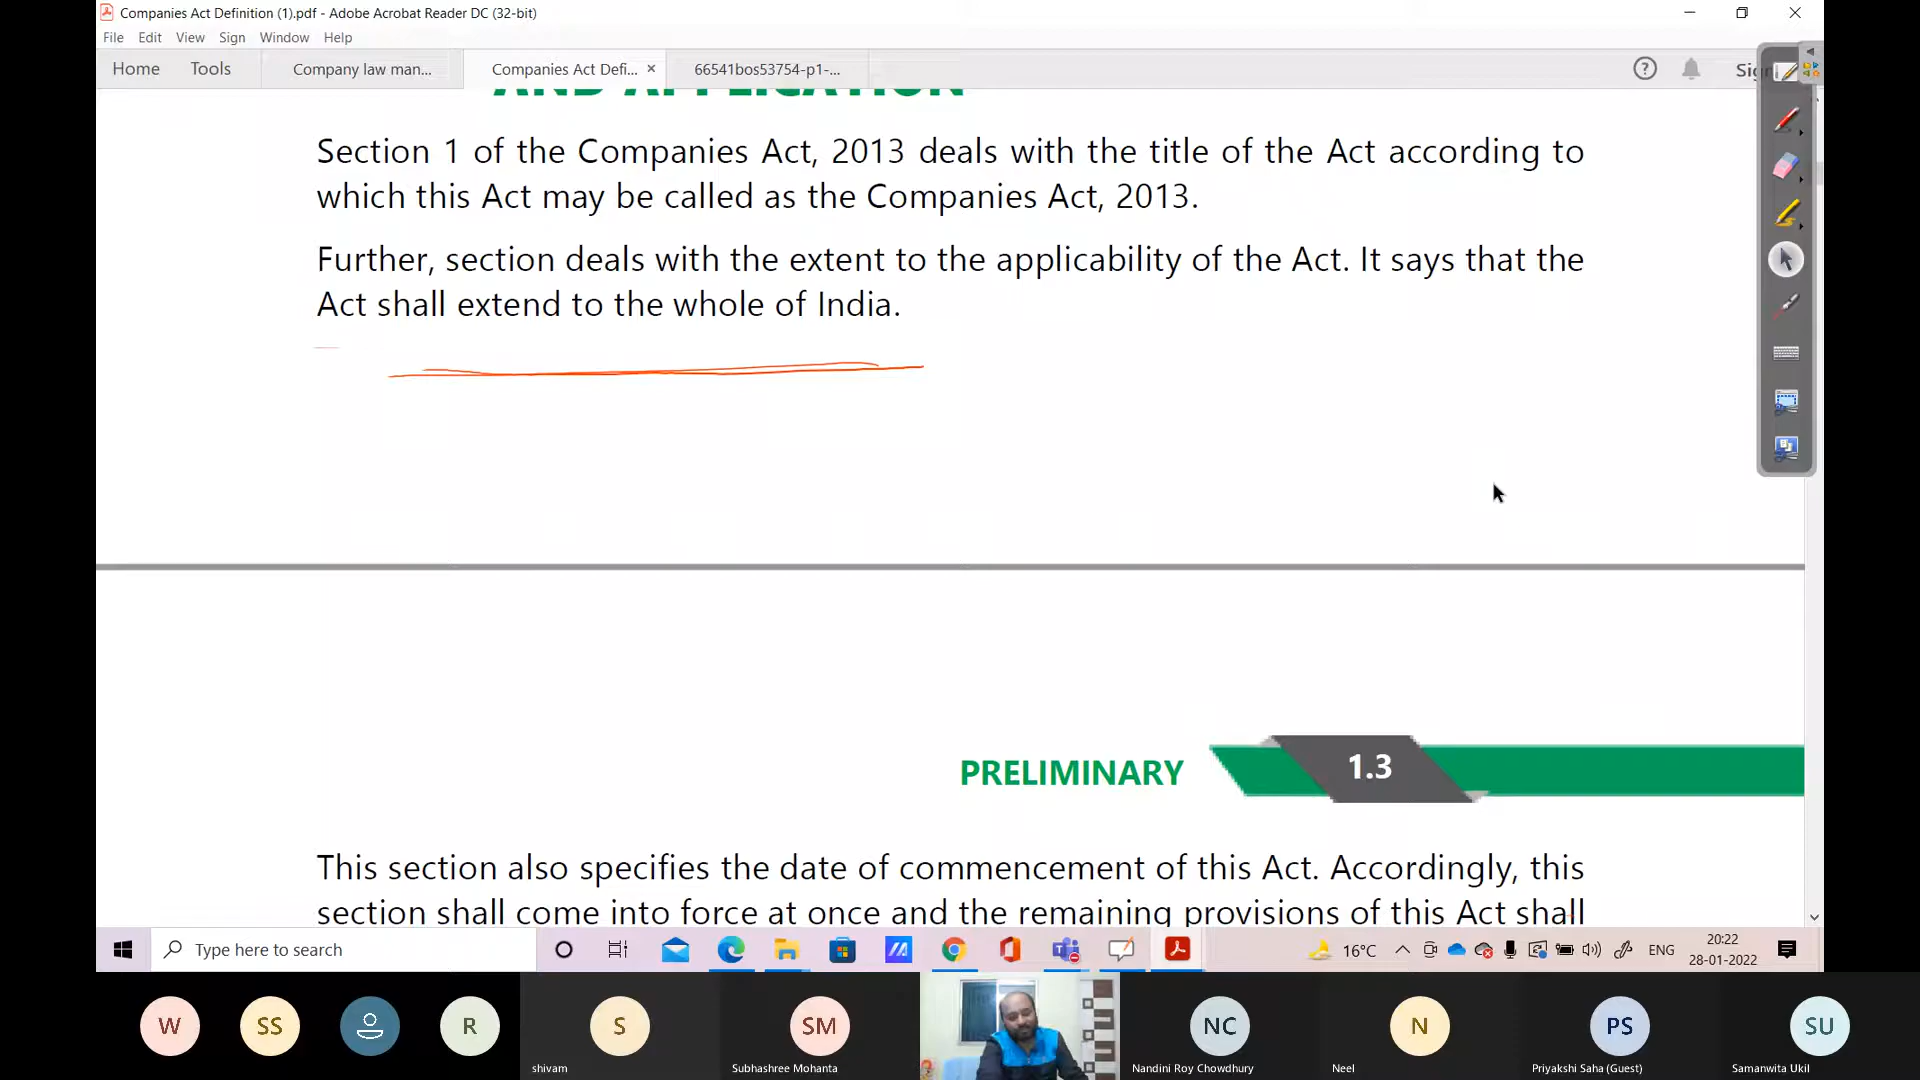 Companies Act Definition (1).pdf - Adobe Acrobat Reader DC (32-bit)
File Edit View Sign Window Help
Home Tools Company law man... Companies Act Defi... × 66541bos53754-p1-... ?
AND APPLICATION
Section 1 of the Companies Act, 2013 deals with the title of the Act according to
which this Act may be called as the Companies Act, 2013.
Further, section deals with the extent to the applicability of the Act. It says that the
Act shall extend to the whole of India.
PRELIMINARY 1.3
This section also specifies the date of commencement of this Act. Accordingly, this
section shall come into force at once and the remaining provisions of this Act shall
Type here to search 16°C ENG 20:22
28-01-2022
W SS R S SM NC N PS SU
shivam Subhashree Mohanta Nandini Roy Chowdhury Neel Priyakshi Saha (Guest) Samanwita Ukil